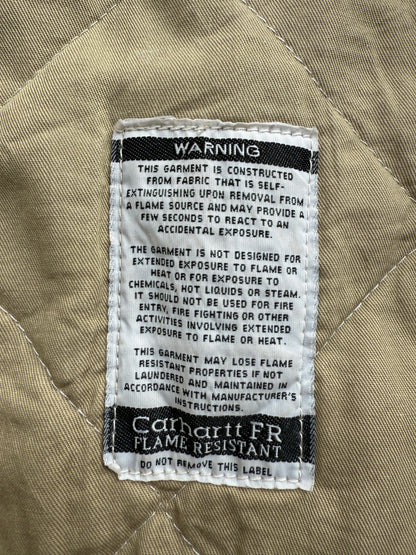 WARNING
THIS GARMENT IS CONSTRUCTED
FROM FABRIC THAT IS SELF-
EXTINGUISHING UPON REMOVAL FROM
A FLAME SOURCE AND MAY PROVIDE A
FEW SECONDS TO REACT TO AN
ACCIDENTAL EXPOSURE.
THE GARMENT IS NOT DESIGNED FOR
EXTENDED EXPOSURE TO FLAME OR
HEAT OR FOR EXPOSURE TO
CHEMICALS, HOT LIQUIDS OR STEAM.
IT SHOULD NOT BE USED FOR FIRE
ENTRY, FIRE FIGHTING OR OTHER
ACTIVITIES INVOLVING EXTENDED
EXPOSURE TO FLAME OR HEAT.
THIS GARMENT MAY LOSE FLAME
RESISTANT PROPERTIES IF NOT
LAUNDERED AND MAINTAINED IN
ACCORDANCE WITH MANUFACTURER'S
INSTRUCTIONS.
Carhartt FR
FLAME RESISTANT
DO NOT REMOVE THIS LABEL